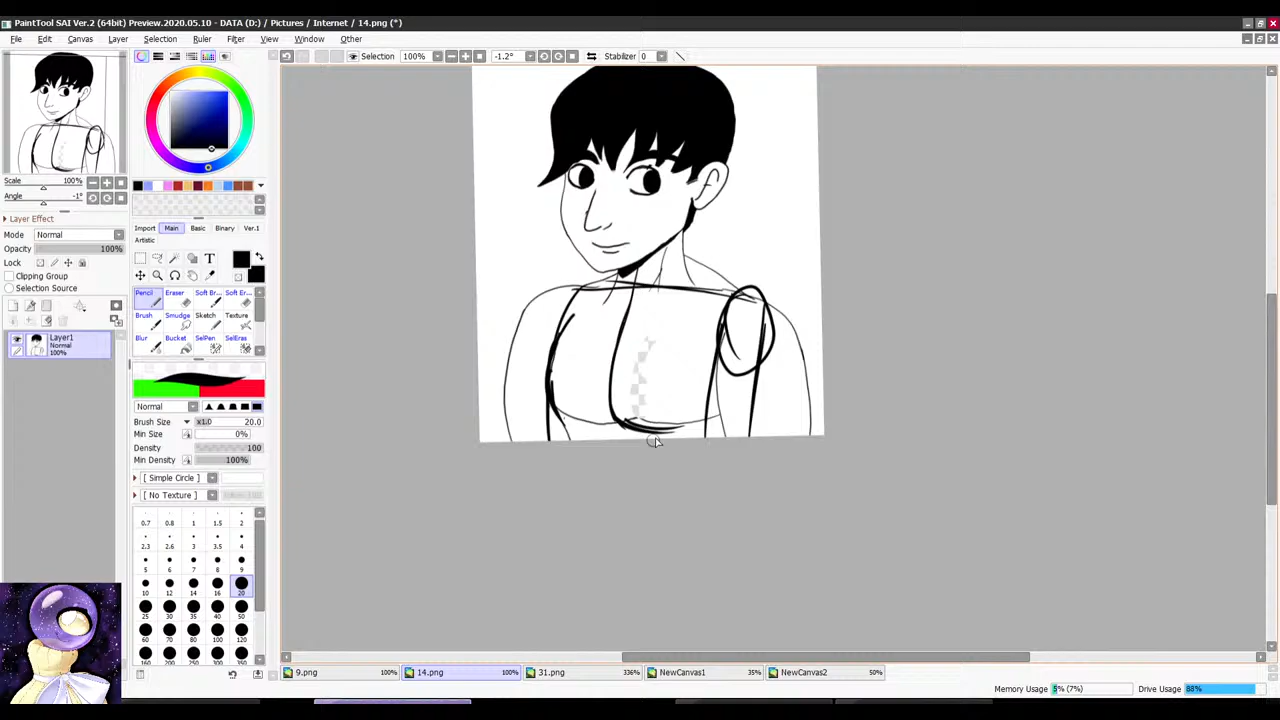 PaintTool SAI Ver.2 (64bit) Preview.2020.05.10 - DATA (D:) / Pictures / Internet / 14.png (*)
File Edit Canvas Layer Selection Ruler Filter View Window Other
Selection 100% -1.2° Stabilizer 0
Scale 100%
Angle -1°
Layer Effect
Mode Normal
Opacity 100%
Lock
Clipping Group
Selection Source
Layer1
Normal
100%
Import Main Basic Binary Ver.1
Artistic
T
Pencil Eraser Soft Br... Soft Er...
Brush Smudge Sketch Texture
Blur Bucket SelPen SelEras
Normal
Brush Size x1.0 20.0
Min Size 0%
Density 100
Min Density 100%
[ Simple Circle ]
[ No Texture ]
0.7 0.8 1 1.5 2
2.3 2.6 3 3.5 4
5 6 7 8 9
10 12 14 16 20
25 30 35 40 50
60 70 80 100 120
160 200 250 300 350
9.png 100% 14.png 100% 31.png 336% NewCanvas1 35% NewCanvas2 50%
Memory Usage 5% (7%) Drive Usage 88%